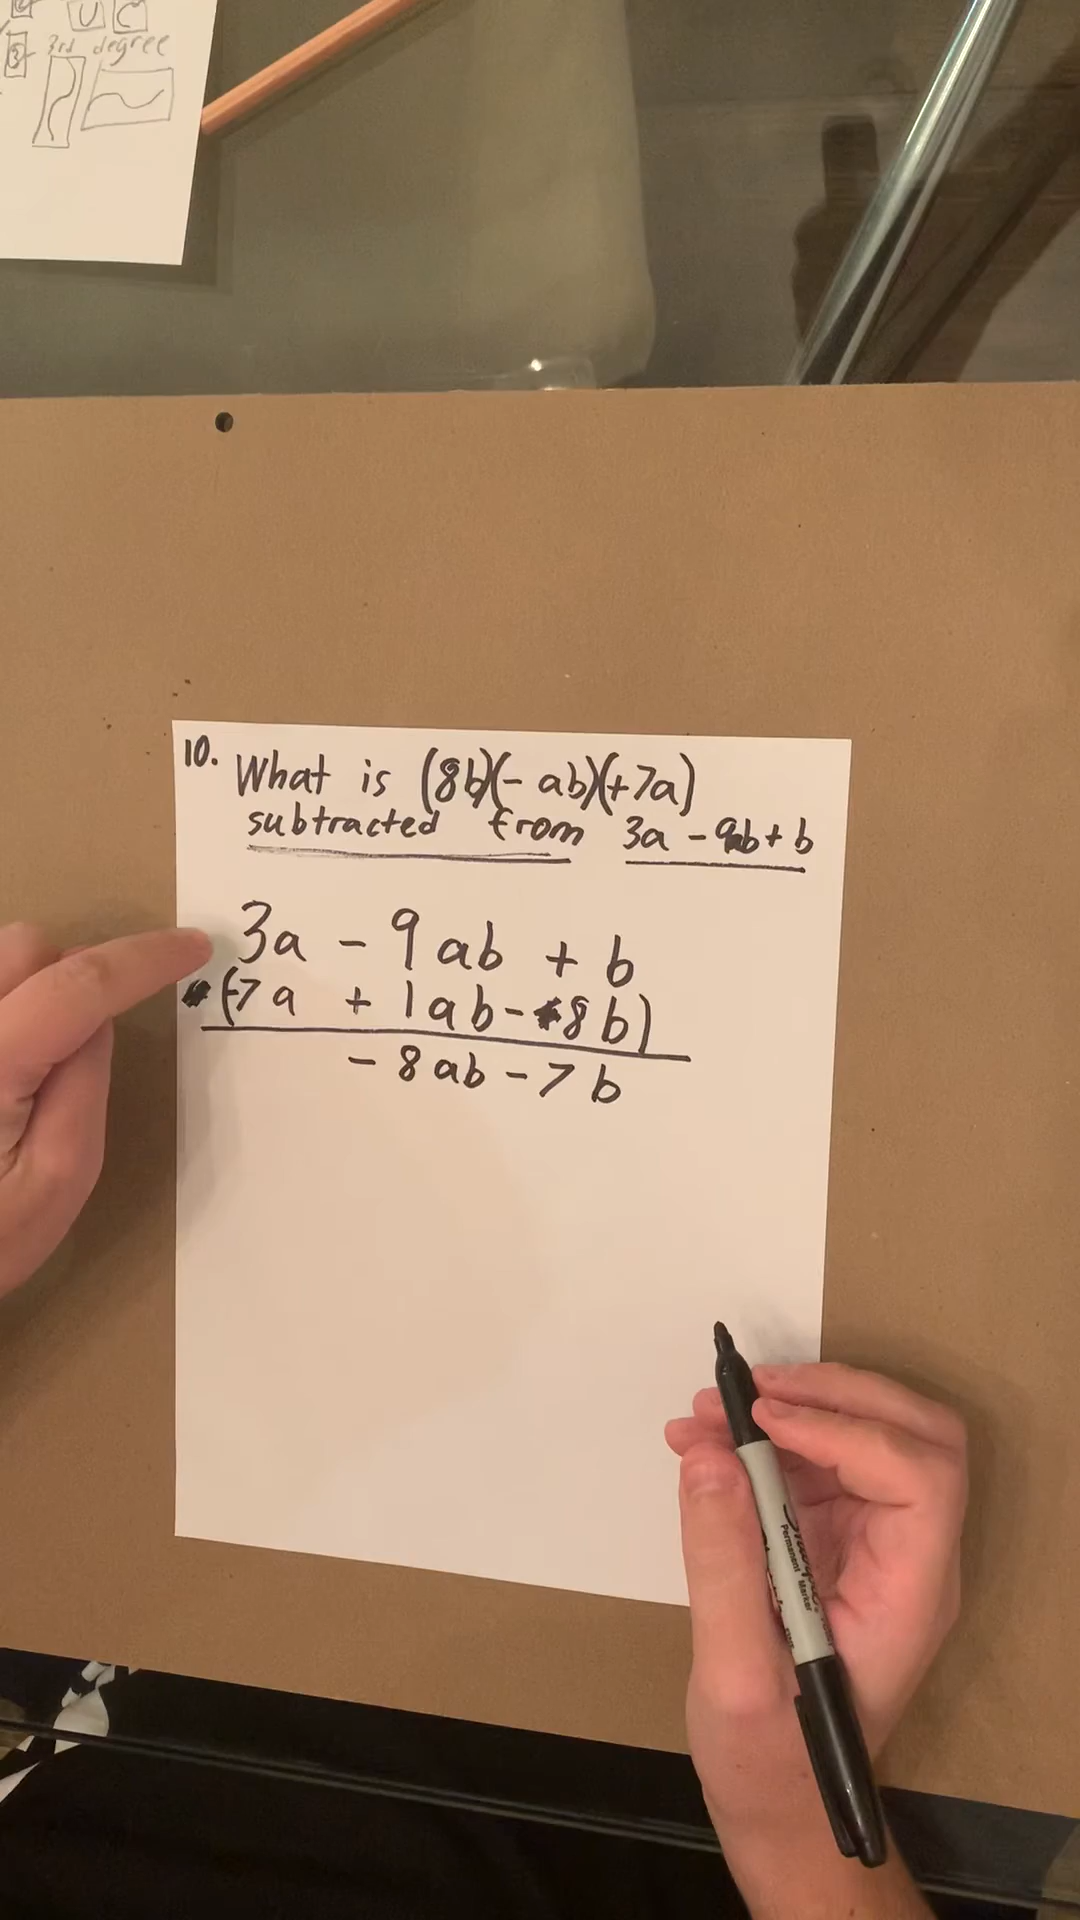 U C
3rd degree
10. What is (8b)(- ab)(+7a)
subtracted from 3a - 9ab + b
3a - 9ab + b
(-7a + 1ab - 8b)
- 8ab - 7b
Permanent
Marker